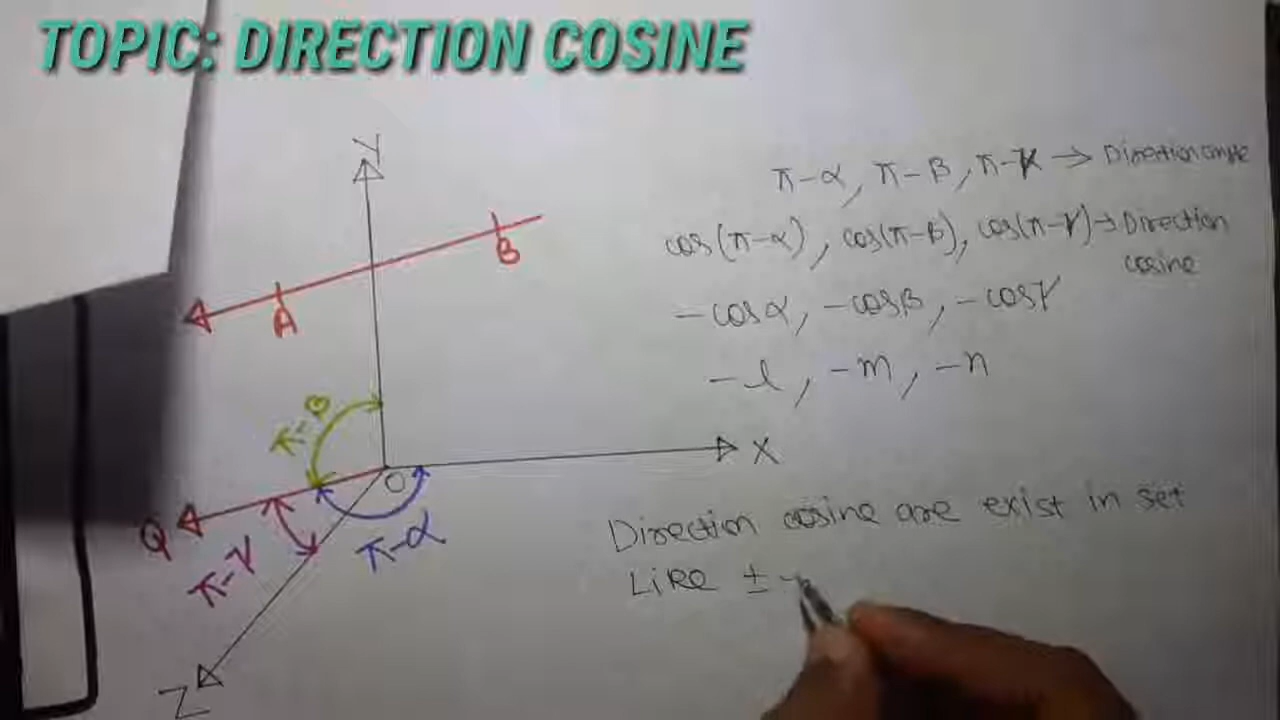 TOPIC: DIRECTION COSINE
Y
π-α, π-β, π-γ → Direction angle
cos(π-α), cos(π-β), cos(π-γ) → Direction
cosine
B
A
-cosα, -cosβ, -cosγ
-l, -m, -n
π-β
X
O
Direction cosine are exist in set
Q
π-γ
π-α
Like ±
Z